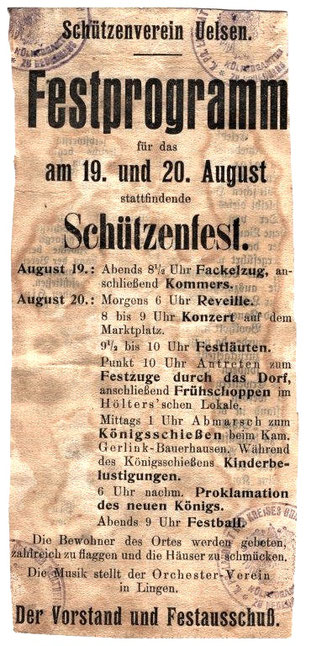 Schützenverein Uelsen.
Festprogramm
für das
am 19. und 20. August
stattfindende
Schützenfest.
August 19.: Abends 8½ Uhr Fackelzug, an-
schließend Kommers.
August 20.: Morgens 6 Uhr Reveille.
8 bis 9 Uhr Konzert auf dem
Marktplatz.
9½ bis 10 Uhr Festläuten.
Punkt 10 Uhr Antreten zum
Festzuge durch das Dorf,
anschließend Frühschoppen im
Hölters'schen Lokale.
Mittags 1 Uhr Abmarsch zum
Königsschießen beim Kam.
Gerlink-Bauerhausen. Während
des Königsschießens Kinderbe-
lustigungen.
6 Uhr nachm. Proklamation
des neuen Königs.
Abends 9 Uhr Festball.
Die Bewohner des Ortes werden gebeten,
zahlreich zu flaggen und die Häuser zu schmücken.
Die Musik stellt der Orchester-Verein
in Lingen.
Der Vorstand und Festausschuß.